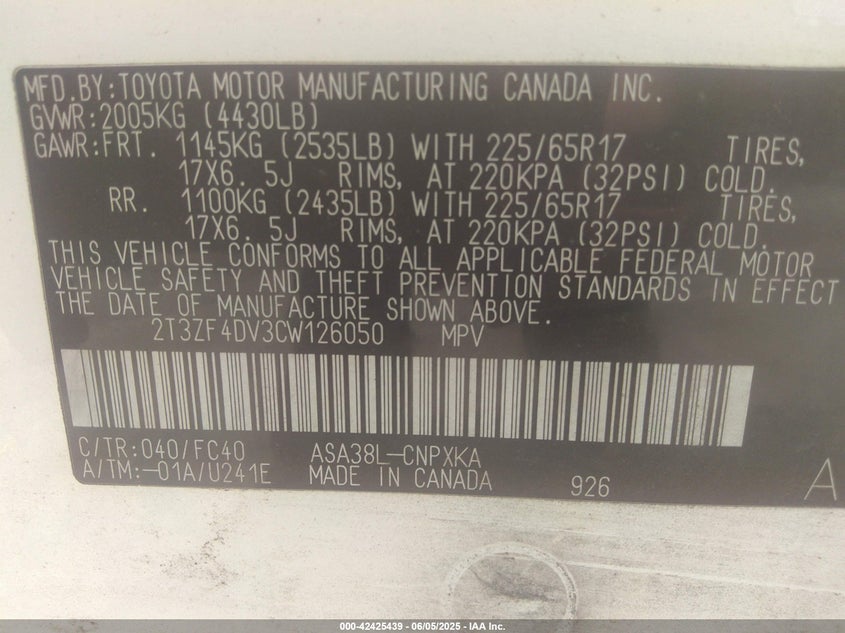 MFD.BY:TOYOTA MOTOR MANUFACTURING CANADA INC.
GVWR:2005KG (4430LB)
GAWR:FRT. 1145KG (2535LB) WITH 225/65R17 TIRES,
17X6. 5J RIMS, AT 220KPA (32PSI) COLD.
RR. 1100KG (2435LB) WITH 225/65R17 TIRES,
17X6. 5J RIMS, AT 220KPA (32PSI) COLD.
THIS VEHICLE CONFORMS TO ALL APPLICABLE FEDERAL MOTOR
VEHICLE SAFETY AND THEFT PREVENTION STANDARDS IN EFFECT
THE DATE OF MANUFACTURE SHOWN ABOVE.
2T3ZF4DV3CW126050 MPV
C/TR:040/FC40 ASA38L-CNPXKA
A/TM:-01A/U241E MADE IN CANADA 926 A
000-42425439 - 06/05/2025 - IAA Inc.